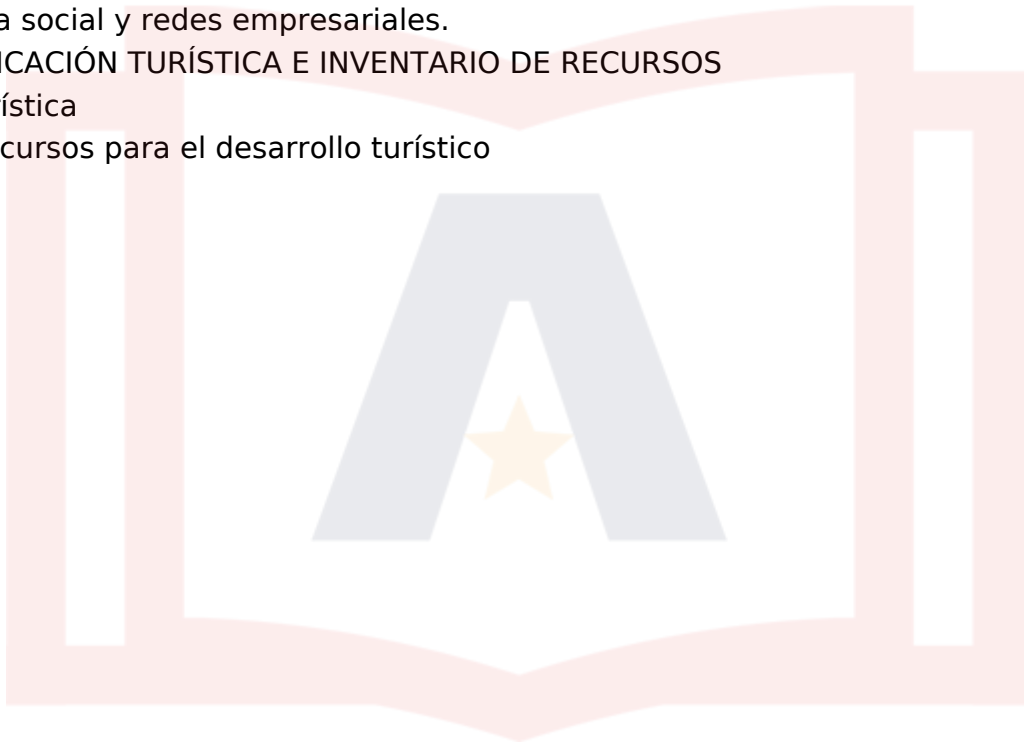 a social y redes empresariales.
ICACIÓN TURÍSTICA E INVENTARIO DE RECURSOS
ística
cursos para el desarrollo turístico